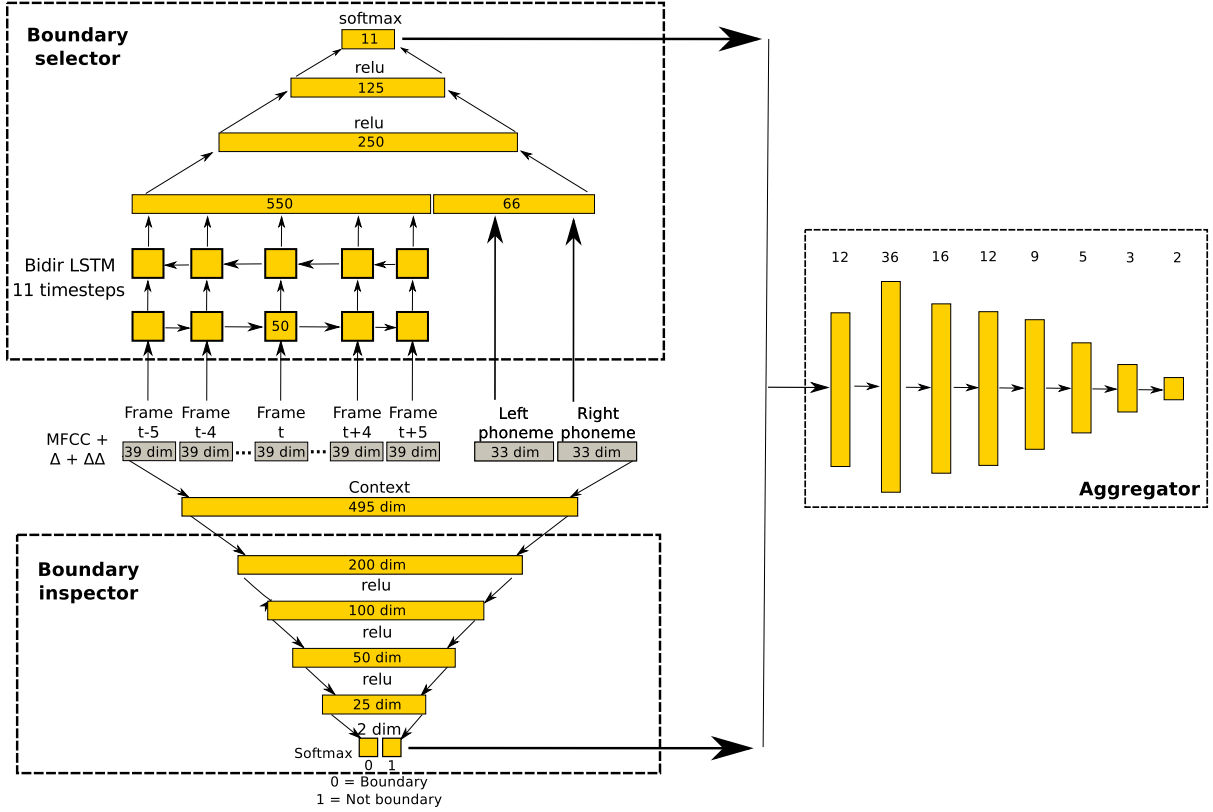 Boundary
selector
softmax
11
relu
125
relu
250
550
66
Bidir LSTM
11 timesteps
50
Frame
t-5
Frame
t-4
Frame
t
Frame
t+4
Frame
t+5
Left
phoneme
Right
phoneme
MFCC +
Δ + ΔΔ
39 dim
39 dim
...
39 dim
...
39 dim
39 dim
33 dim
33 dim
Context
495 dim
Boundary
inspector
200 dim
relu
100 dim
relu
50 dim
relu
25 dim
2 dim
Softmax
0 1
0 = Boundary
1 = Not boundary
12 36 16 12 9 5 3 2
Aggregator